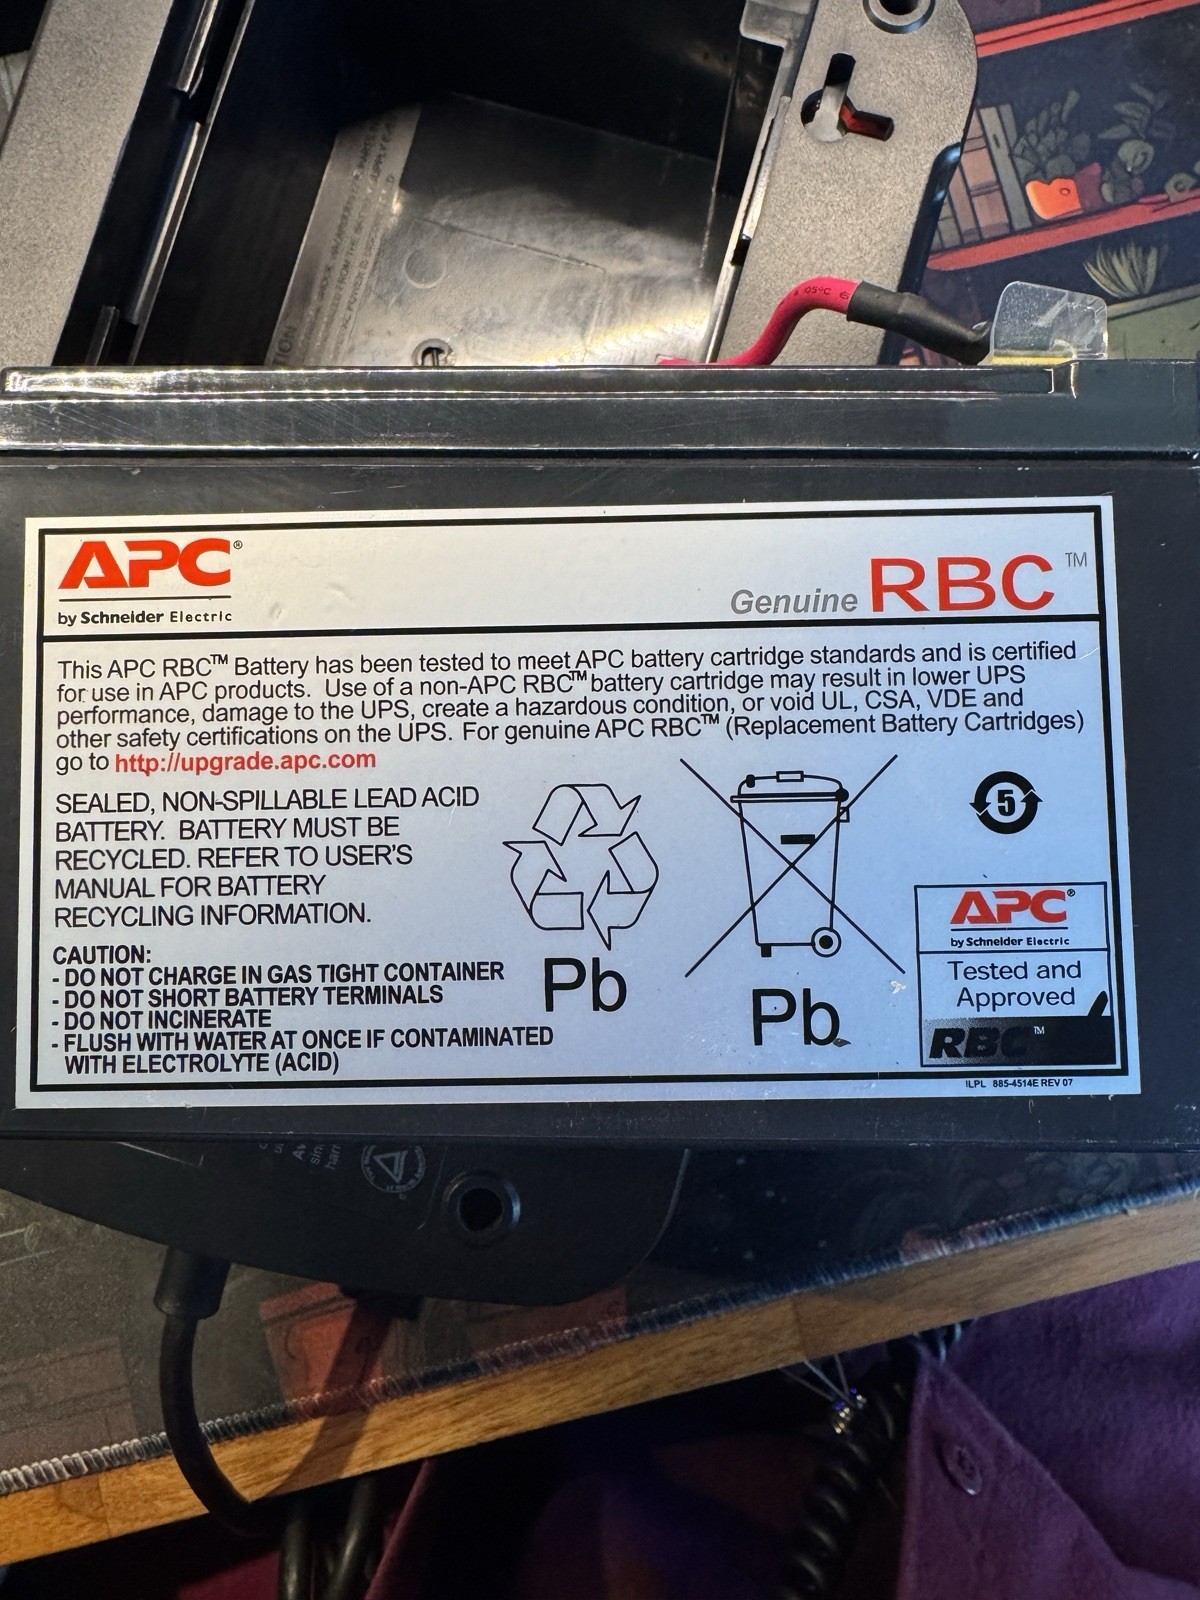 .05°C
APC®
by Schneider Electric
Genuine RBC™
This APC RBC™ Battery has been tested to meet APC battery cartridge standards and is certified
for use in APC products. Use of a non-APC RBC™ battery cartridge may result in lower UPS
performance, damage to the UPS, create a hazardous condition, or void UL, CSA, VDE and
other safety certifications on the UPS. For genuine APC RBC™ (Replacement Battery Cartridges)
go to http://upgrade.apc.com
SEALED, NON-SPILLABLE LEAD ACID
BATTERY. BATTERY MUST BE
RECYCLED. REFER TO USER'S
MANUAL FOR BATTERY
RECYCLING INFORMATION.
CAUTION:
- DO NOT CHARGE IN GAS TIGHT CONTAINER
- DO NOT SHORT BATTERY TERMINALS
- DO NOT INCINERATE
- FLUSH WITH WATER AT ONCE IF CONTAMINATED
WITH ELECTROLYTE (ACID)
Pb
Pb
5
APC®
by Schneider Electric
Tested and
Approved
RBC™
ILPL 885-4514E REV 07